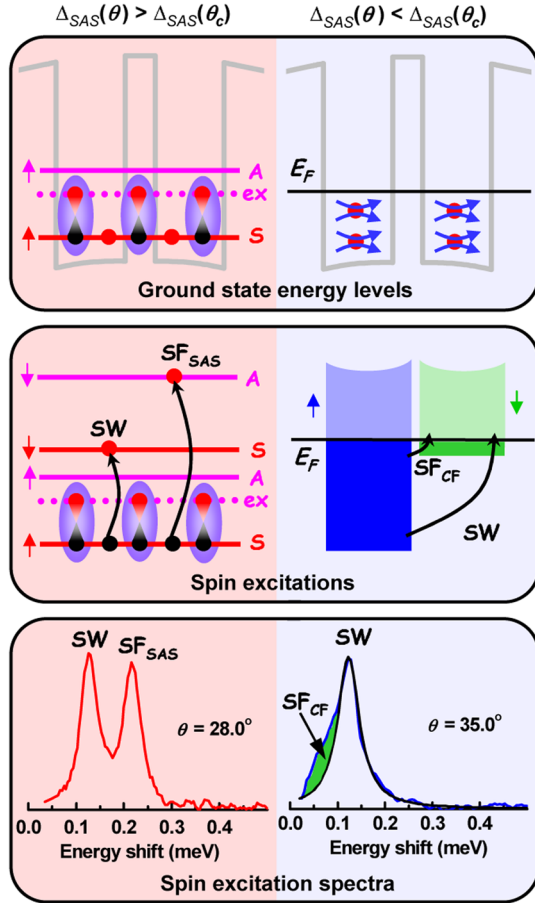 Δ_SAS(θ) > Δ_SAS(θ_c)
Δ_SAS(θ) < Δ_SAS(θ_c)
A
ex
S
E_F
Ground state energy levels
SF_SAS
A
SW
S
A
ex
S
E_F
SF_CF
SW
Spin excitations
SW
SF_SAS
θ = 28.0°
0.0 0.1 0.2 0.3 0.4
Energy shift (meV)
SW
SF_CF
θ = 35.0°
0.0 0.1 0.2 0.3 0.4
Energy shift (meV)
Spin excitation spectra